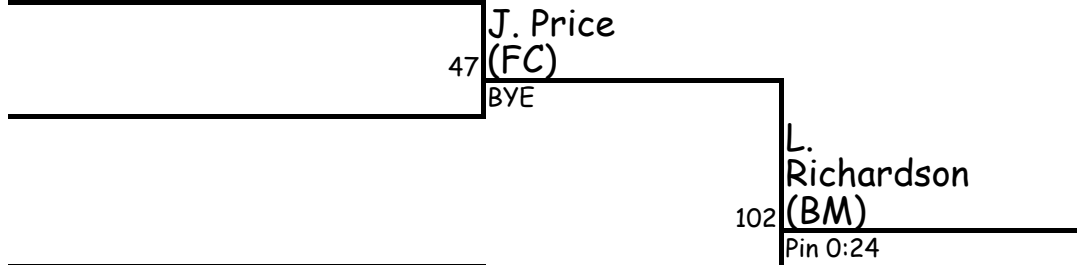 J. Price
(FC)
47
BYE
L.
Richardson
(BM)
102
Pin 0:24